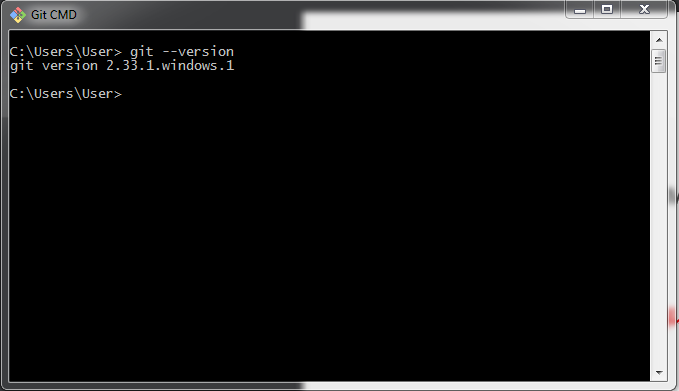 Git CMD
C:\Users\User> git --version
git version 2.33.1.windows.1
C:\Users\User>